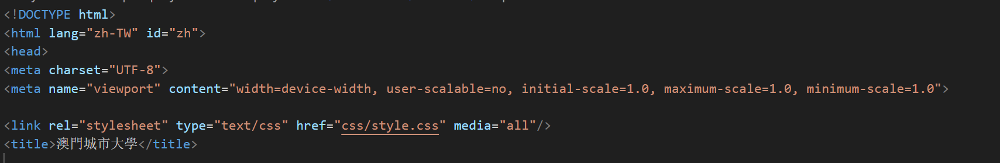 <!DOCTYPE html>
<html lang="zh-TW" id="zh">
<head>
<meta charset="UTF-8">
<meta name="viewport" content="width=device-width, user-scalable=no, initial-scale=1.0, maximum-scale=1.0, minimum-scale=1.0">
<link rel="stylesheet" type="text/css" href="css/style.css" media="all"/>
<title>澳門城市大學</title>